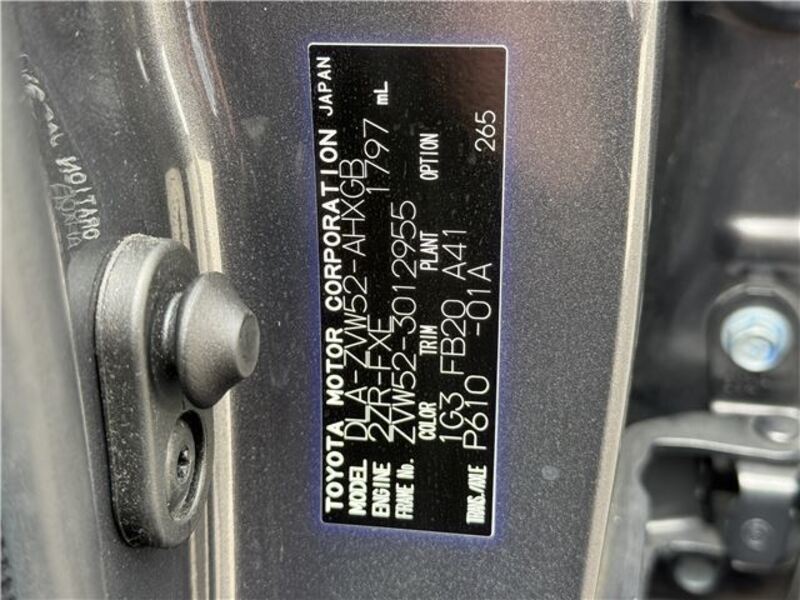 TOYOTA MOTOR CORPORATION JAPAN
MODEL DLA-ZVW52-AHXGB
ENGINE 2ZR-FXE 1797 mL
FRAME No. ZVW52-3012955
COLOR TRIM PLANT OPTION
1G3 FB20 A41 265
TRANS./AXLE P610 -01A